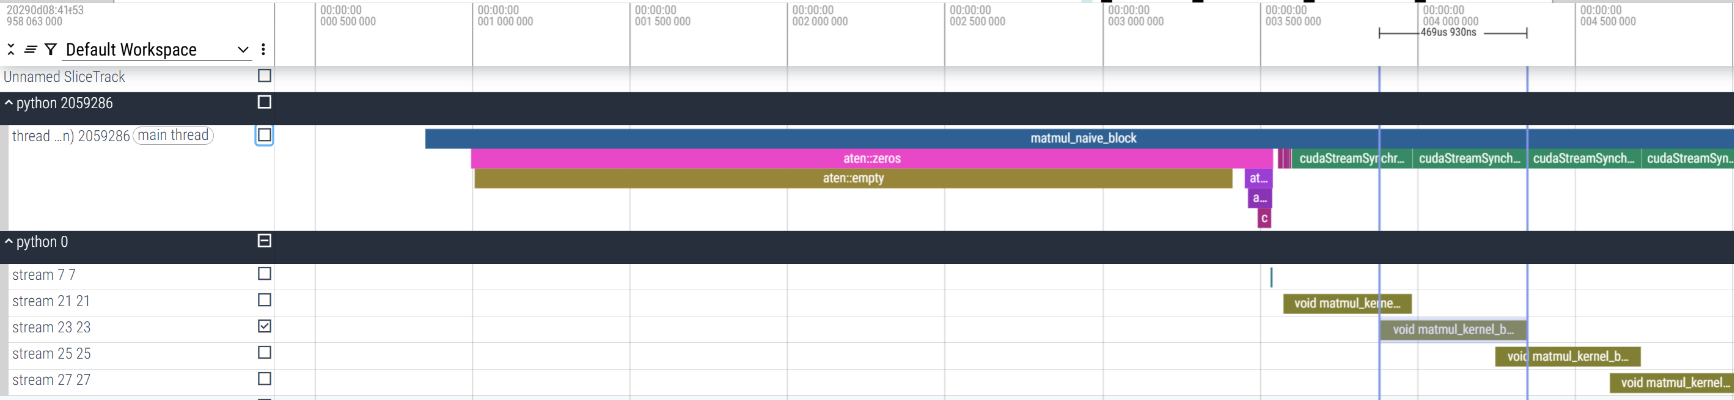 20290d08:41t53
958 063 000
00:00:00
000 500 000
00:00:00
001 000 000
00:00:00
001 500 000
00:00:00
002 000 000
00:00:00
002 500 000
00:00:00
003 000 000
00:00:00
003 500 000
00:00:00
004 000 000
00:00:00
004 500 000
469us 930ns
Default Workspace
Unnamed SliceTrack
python 2059286
thread ...n) 2059286 main thread
matmul_naive_block
aten::zeros
cudaStreamSynchr...
cudaStreamSynch...
cudaStreamSynch...
cudaStreamSyn...
aten::empty
at...
a...
c
python 0
stream 7 7
stream 21 21
void matmul_kerne...
stream 23 23
void matmul_kernel_b...
stream 25 25
void matmul_kernel_b...
stream 27 27
void matmul_kernel...